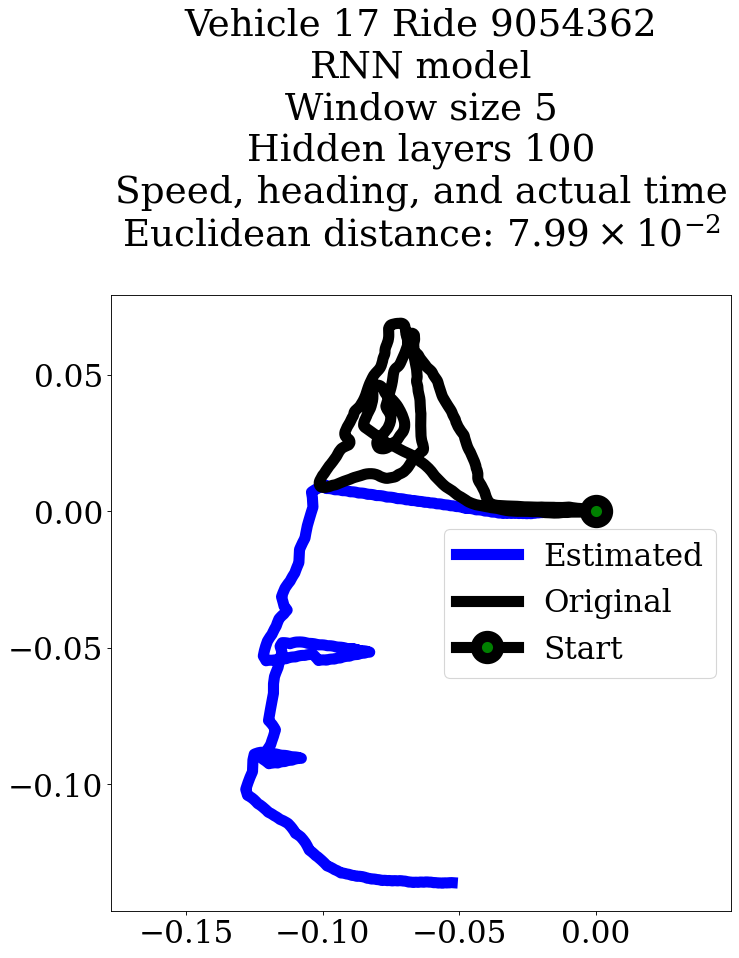 Vehicle 17 Ride 9054362
RNN model
Window size 5
Hidden layers 100
Speed, heading, and actual time
Euclidean distance: 7.99 × 10⁻²
0.05
0.00
−0.05
−0.10
Estimated
Original
Start
−0.15
−0.10
−0.05
0.00